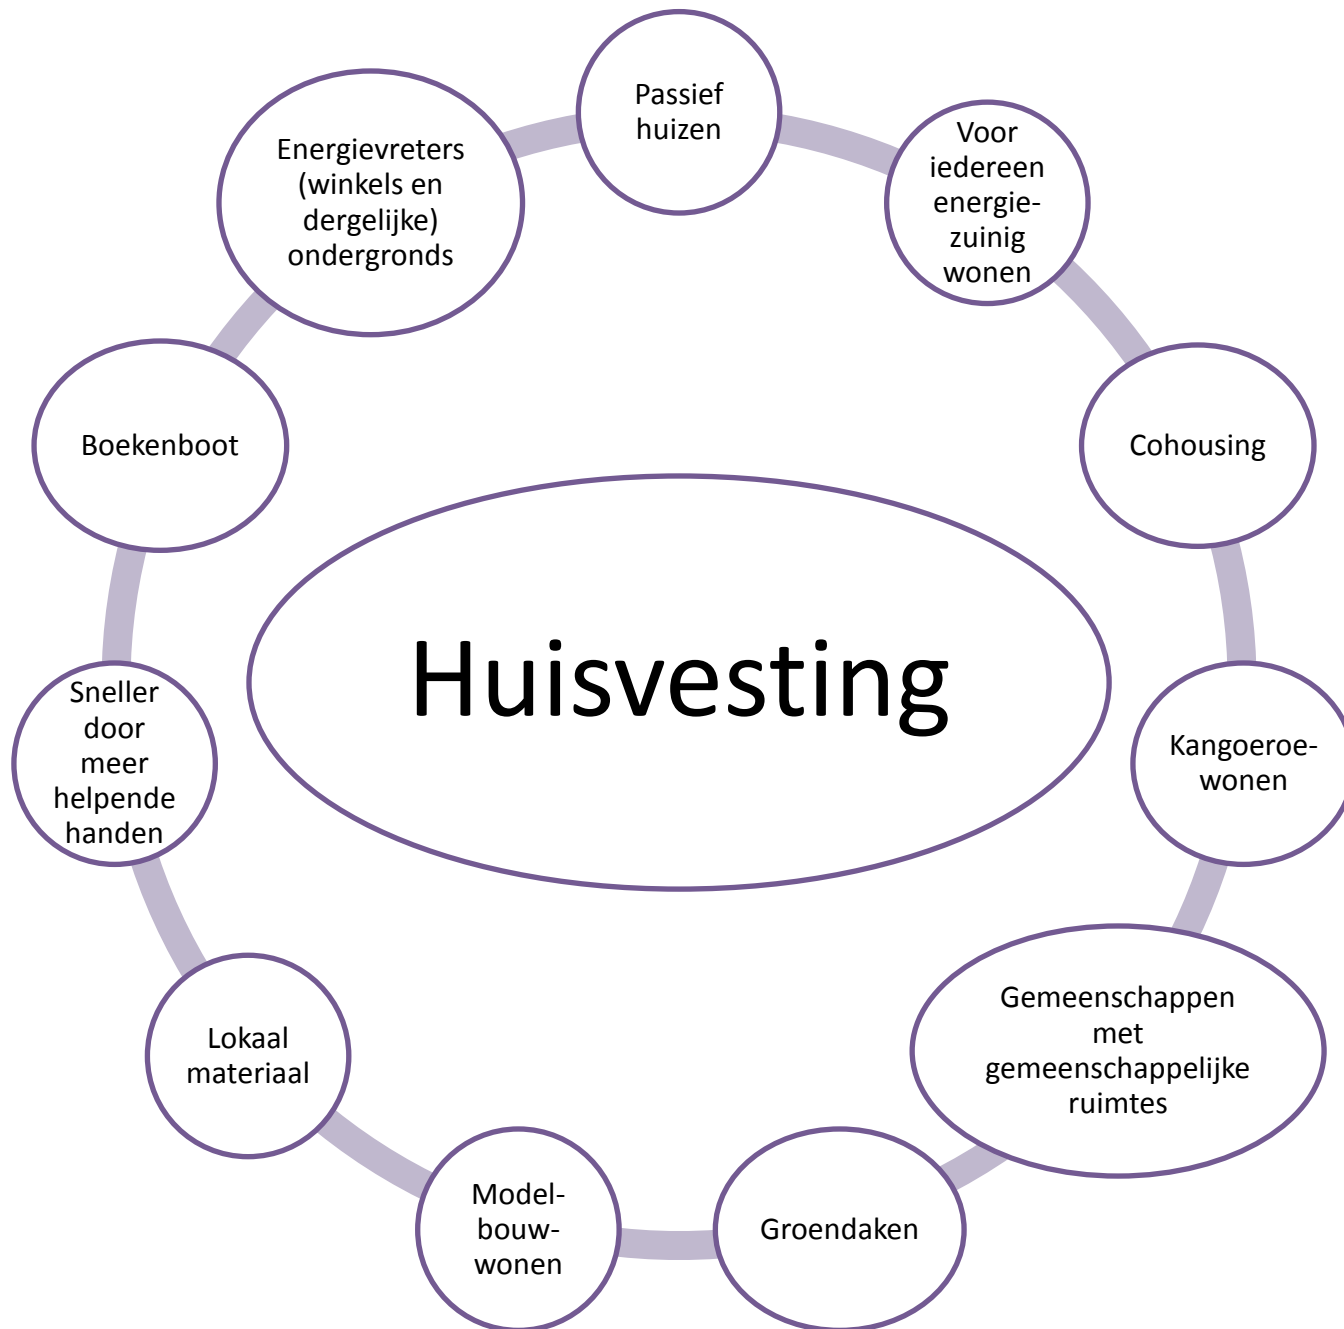 Passief
huizen
Voor
iedereen
energie-
zuinig
wonen
Cohousing
Kangoeroe-
wonen
Gemeenschappen
met
gemeenschappelijke
ruimtes
Groendaken
Model-
bouw-
wonen
Lokaal
materiaal
Sneller
door
meer
helpende
handen
Boekenboot
Energievreters
(winkels en
dergelijke)
ondergronds
Huisvesting